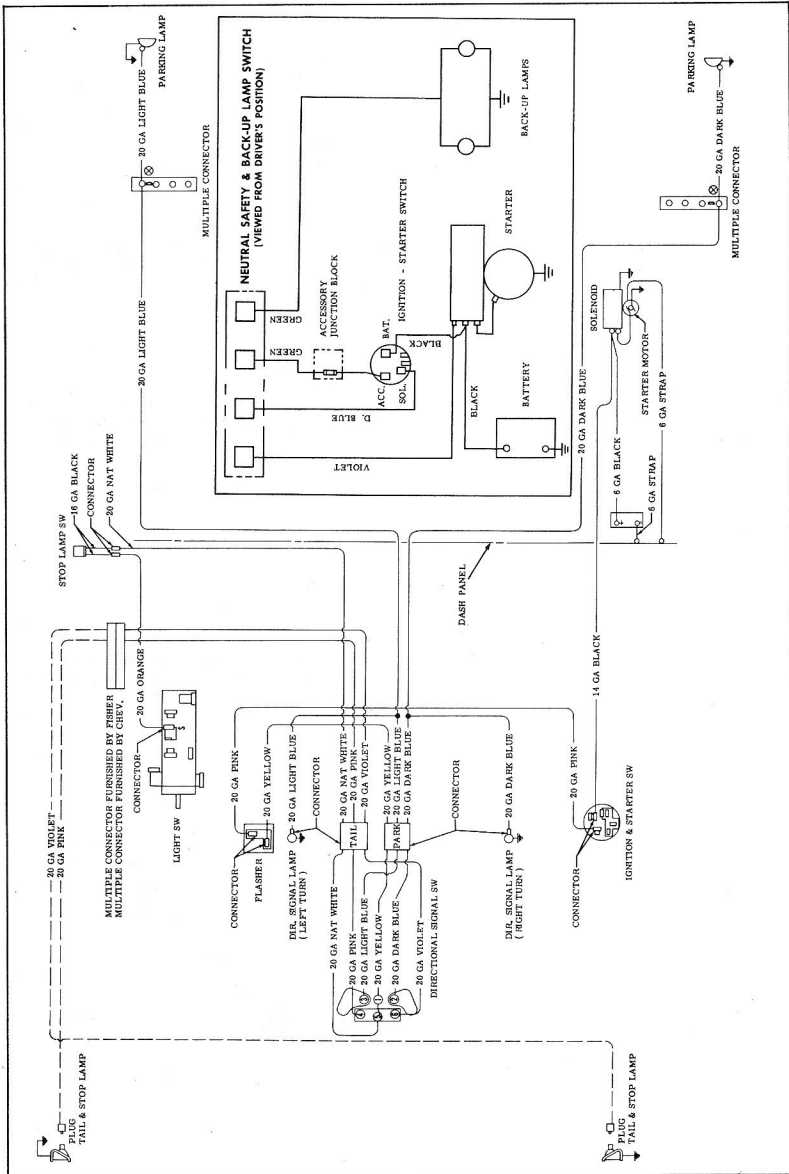 PARKING LAMP
20 GA LIGHT BLUE
MULTIPLE CONNECTOR
20 GA LIGHT BLUE
NEUTRAL SAFETY & BACK-UP LAMP SWITCH
(VIEWED FROM DRIVER'S POSITION)
GREEN
GREEN
D. BLUE
VIOLET
ACCESSORY
JUNCTION BLOCK
BAT.
ACC.
SOL.
IGNITION - STARTER SWITCH
BLACK
BLACK
BATTERY
STARTER
BACK-UP LAMPS
PARKING LAMP
20 GA DARK BLUE
MULTIPLE CONNECTOR
SOLENOID
STARTER MOTOR
6 GA STRAP
20 GA DARK BLUE
6 GA BLACK
+
-
6 GA STRAP
DASH PANEL
14 GA BLACK
STOP LAMP SW
16 GA BLACK
CONNECTOR
20 GA NAT WHITE
20 GA ORANGE
MULTIPLE CONNECTOR FURNISHED BY FISHER
MULTIPLE CONNECTOR FURNISHED BY CHEV.
CONNECTOR
S
LIGHT SW
20 GA VIOLET
20 GA PINK
20 GA PINK
20 GA YELLOW
CONNECTOR
FLASHER
20 GA LIGHT BLUE
CONNECTOR
DIR. SIGNAL LAMP
( LEFT TURN )
20 GA NAT WHITE
20 GA PINK
20 GA VIOLET
TAIL
20 GA YELLOW
20 GA LIGHT BLUE
20 GA DARK BLUE
PARK
CONNECTOR
20 GA DARK BLUE
DIR. SIGNAL LAMP
( RIGHT TURN )
20 GA PINK
CONNECTOR
IGNITION & STARTER SW
20 GA NAT WHITE
20 GA PINK
20 GA LIGHT BLUE
20 GA YELLOW
20 GA DARK BLUE
20 GA VIOLET
DIRECTIONAL SIGNAL SW
3
1
2
4
5
6
PLUG
TAIL & STOP LAMP
PLUG
TAIL & STOP LAMP